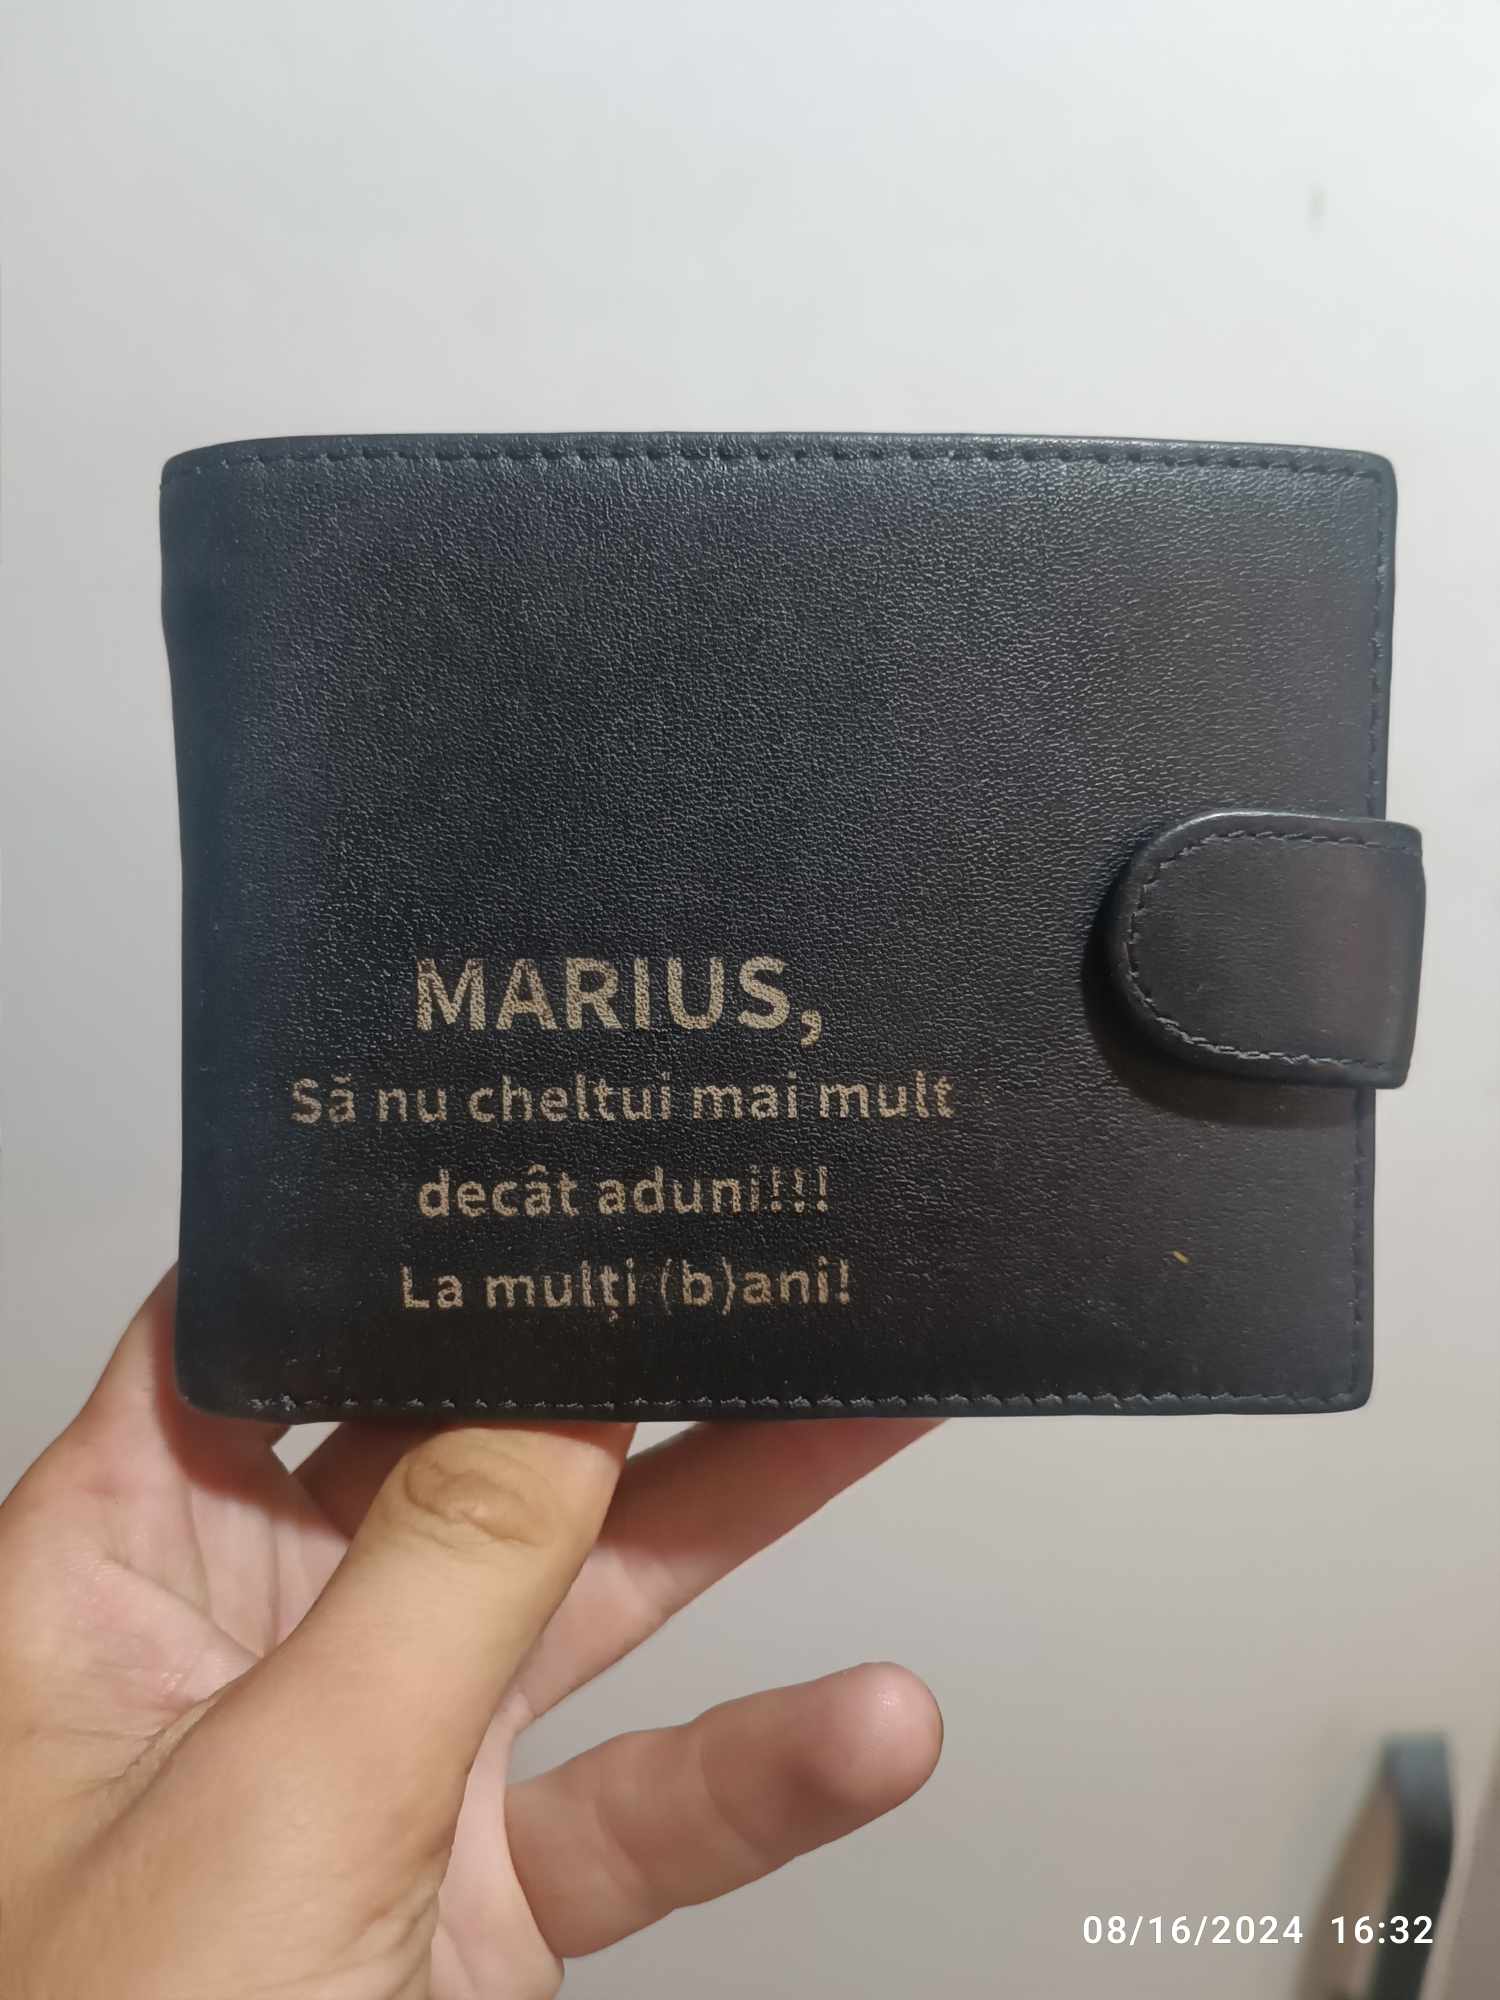 MARIUS,
Să nu cheltui mai mult
decât aduni!!!
La mulți (b)ani!
08/16/2024 16:32